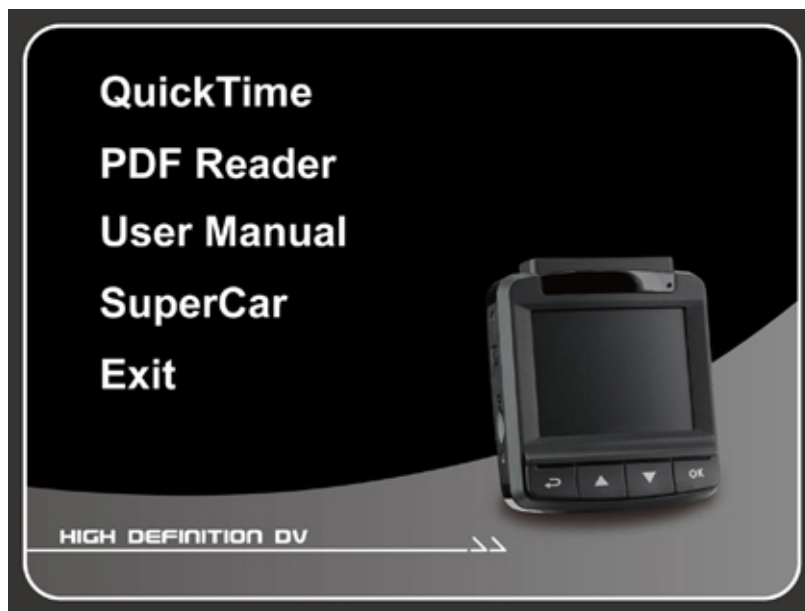 QuickTime
PDF Reader
User Manual
SuperCar
Exit
OK
HIGH DEFINITION DV